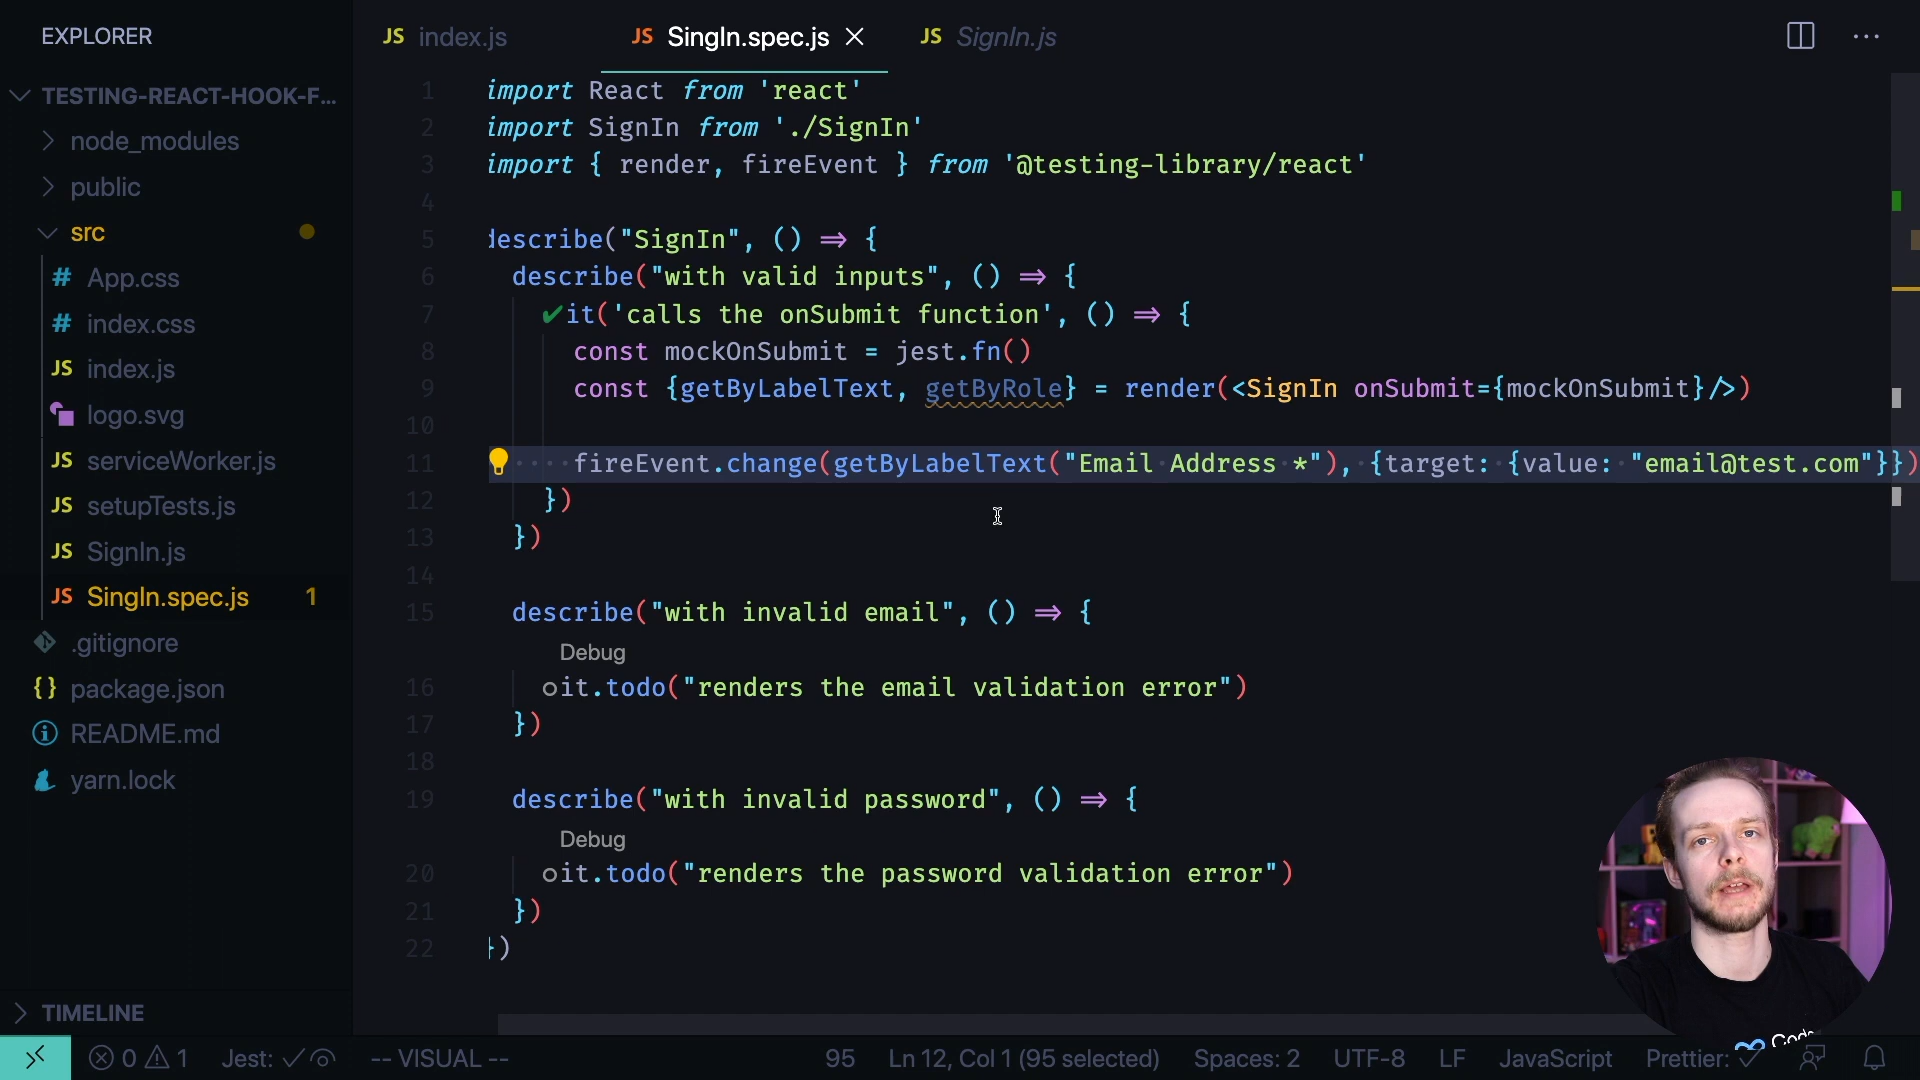 EXPLORER
TESTING-REACT-HOOK-F...
node_modules
public
src
# App.css
# index.css
JS index.js
logo.svg
JS serviceWorker.js
JS setupTests.js
JS SignIn.js
JS SingIn.spec.js 1
.gitignore
{} package.json
README.md
yarn.lock
TIMELINE
JS index.js
JS SingIn.spec.js
JS SignIn.js
1 import React from 'react'
2 import SignIn from './SignIn'
3 import { render, fireEvent } from '@testing-library/react'
4
5 describe("SignIn", () ⇒ {
6 describe("with valid inputs", () ⇒ {
7 ✔it('calls the onSubmit function', () ⇒ {
8 const mockOnSubmit = jest.fn()
9 const {getByLabelText, getByRole} = render(<SignIn onSubmit={mockOnSubmit}/>)
10
11 ····fireEvent.change(getByLabelText("Email·Address·*"),·{target:·{value:·"email@test.com"}})
12 })
13 })
14
15 describe("with invalid email", () ⇒ {
Debug
16 ○it.todo("renders the email validation error")
17 })
18
19 describe("with invalid password", () ⇒ {
Debug
20 ○it.todo("renders the password validation error")
21 })
22 })
0 1 Jest: ✓ -- VISUAL -- 95 Ln 12, Col 1 (95 selected) Spaces: 2 UTF-8 LF JavaScript Prettier: ✓